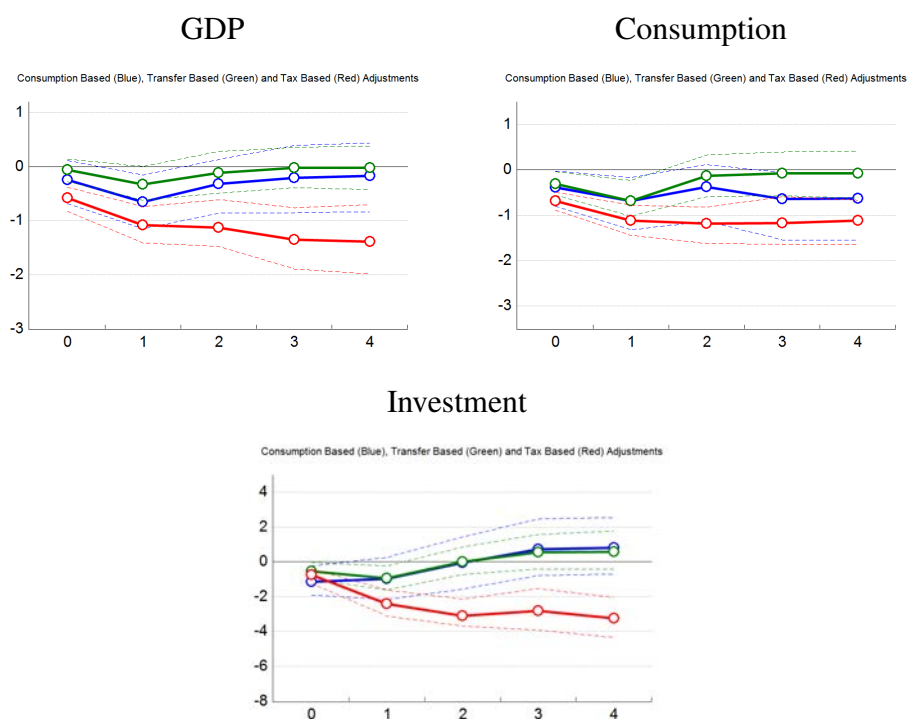 GDP
Consumption Based (Blue), Transfer Based (Green) and Tax Based (Red) Adjustments
1
0
-1
-2
-3
0 1 2 3 4
Consumption
Consumption Based (Blue), Transfer Based (Green) and Tax Based (Red) Adjustments
1
0
-1
-2
-3
0 1 2 3 4
Investment
Consumption Based (Blue), Transfer Based (Green) and Tax Based (Red) Adjustments
4
2
0
-2
-4
-6
-8
0 1 2 3 4